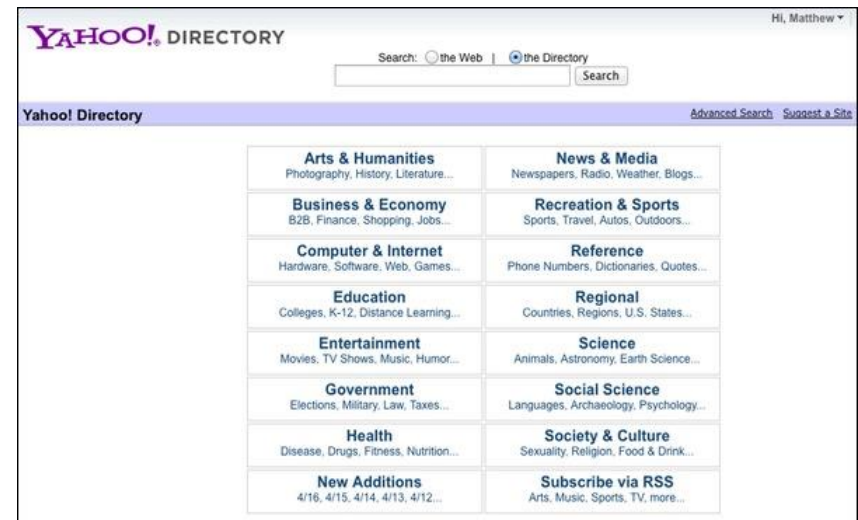 Hi, Matthew
YAHOO!® DIRECTORY
Search: the Web | the Directory
Search
Yahoo! Directory
Advanced Search Suggest a Site
Arts & Humanities
Photography, History, Literature...
News & Media
Newspapers, Radio, Weather, Blogs...
Business & Economy
B2B, Finance, Shopping, Jobs...
Recreation & Sports
Sports, Travel, Autos, Outdoors...
Computer & Internet
Hardware, Software, Web, Games...
Reference
Phone Numbers, Dictionaries, Quotes...
Education
Colleges, K-12, Distance Learning...
Regional
Countries, Regions, U.S. States...
Entertainment
Movies, TV Shows, Music, Humor...
Science
Animals, Astronomy, Earth Science...
Government
Elections, Military, Law, Taxes...
Social Science
Languages, Archaeology, Psychology...
Health
Disease, Drugs, Fitness, Nutrition...
Society & Culture
Sexuality, Religion, Food & Drink...
New Additions
4/16, 4/15, 4/14, 4/13, 4/12...
Subscribe via RSS
Arts, Music, Sports, TV, more...